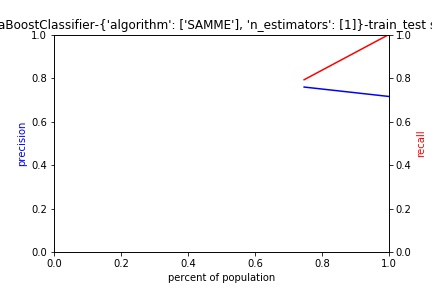 aBoostClassifier-{'algorithm': ['SAMME'], 'n_estimators': [1]}-train_test s
1.0
0.8
0.6
0.4
0.2
0.0
precision
1.0
0.8
0.6
0.4
0.2
0.0
recall
0.0 0.2 0.4 0.6 0.8 1.0
percent of population